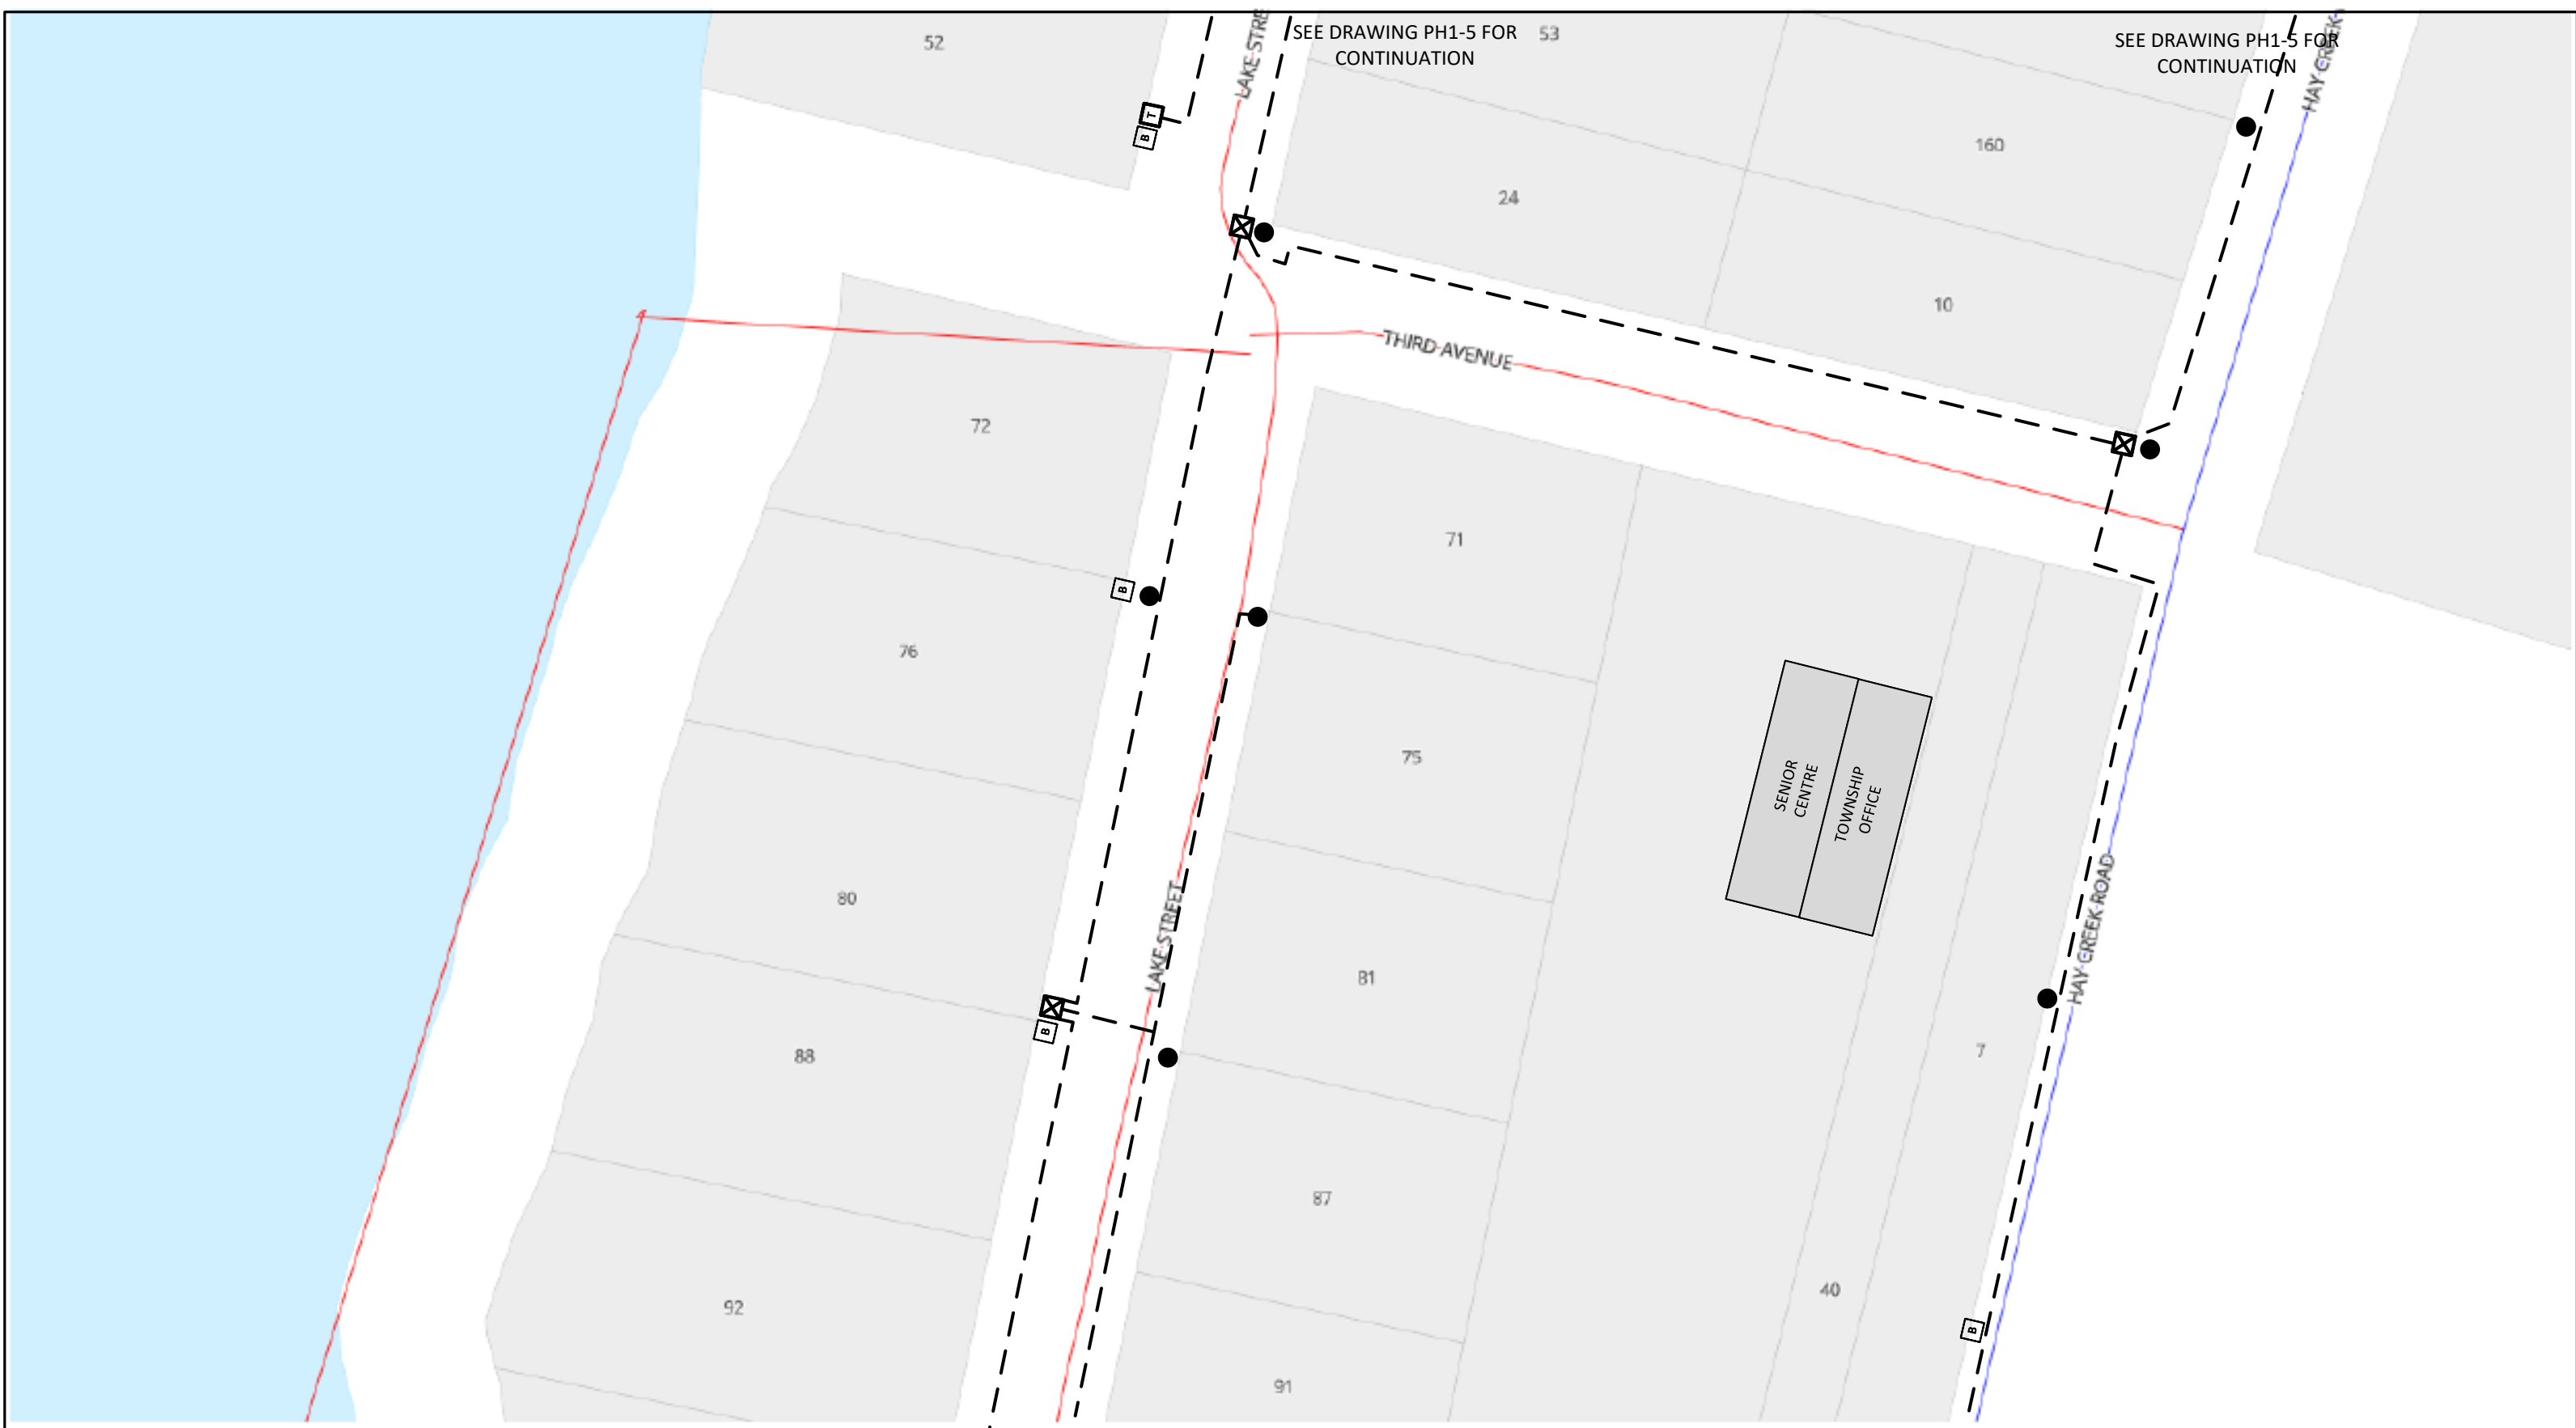 52
LAKE STRE
SEE DRAWING PH1-5 FOR
CONTINUATION
53
SEE DRAWING PH1-5 FOR
CONTINUATION
HAY CREEK
T
B
160
24
10
THIRD AVENUE
72
71
B
76
75
SENIOR
CENTRE
TOWNSHIP
OFFICE
80
LAKE STREET
81
HAY CREEK ROAD
B
88
7
87
40
92
B
91